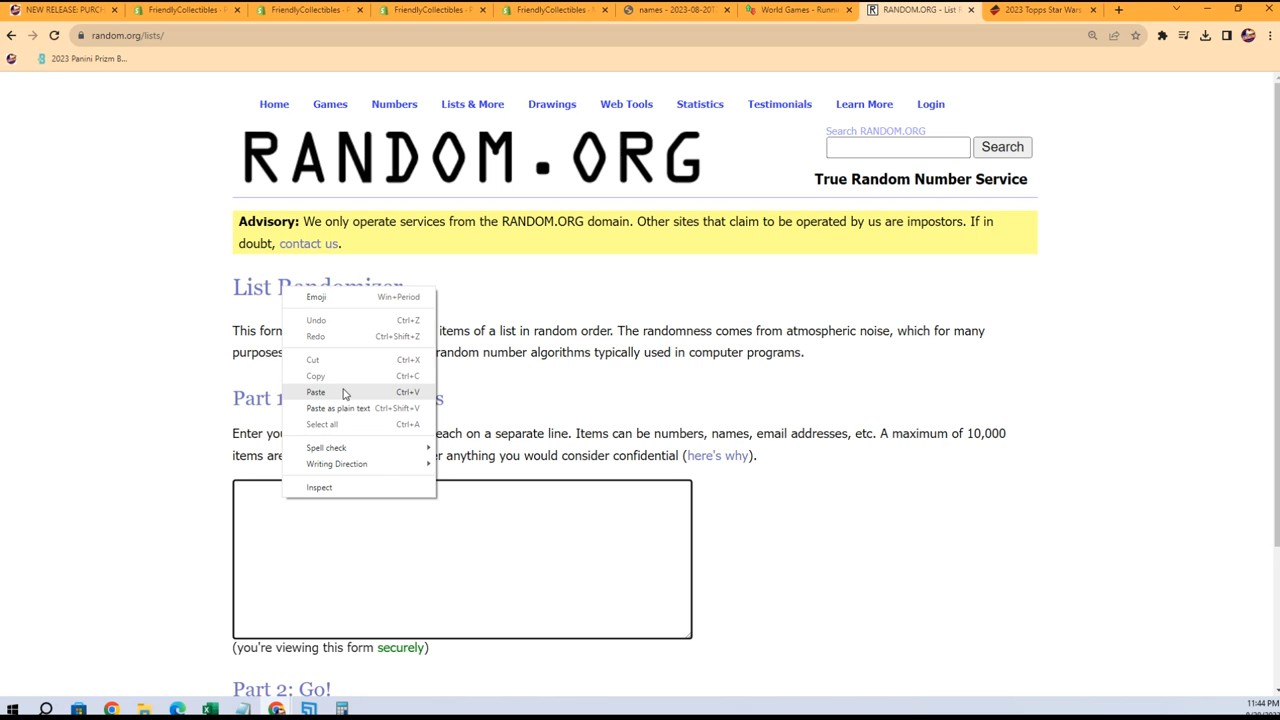 NEW RELEASE: PURCH
FriendlyCollectibles - F
FriendlyCollectibles - P
FriendlyCollectibles - P
FriendlyCollectibles -
names - 2023-08-20T
World Games - Runni
RANDOM.ORG - List R
2023 Topps Star Wars
random.org/lists/
2023 Panini Prizm B...
Home Games Numbers Lists & More Drawings Web Tools Statistics Testimonials Learn More Login
RANDOM.ORG
Search RANDOM.ORG
Search
True Random Number Service
Advisory: We only operate services from the RANDOM.ORG domain. Other sites that claim to be operated by us are impostors. If in
doubt, contact us.
List Randomizer
This form items of a list in random order. The randomness comes from atmospheric noise, which for many
purposes random number algorithms typically used in computer programs.
Part 1 s
Enter you each on a separate line. Items can be numbers, names, email addresses, etc. A maximum of 10,000
items are er anything you would consider confidential (here's why).
Emoji Win+Period
Undo Ctrl+Z
Redo Ctrl+Shift+Z
Cut Ctrl+X
Copy Ctrl+C
Paste Ctrl+V
Paste as plain text Ctrl+Shift+V
Select all Ctrl+A
Spell check
Writing Direction
Inspect
(you're viewing this form securely)
Part 2: Go!
11:44 PM